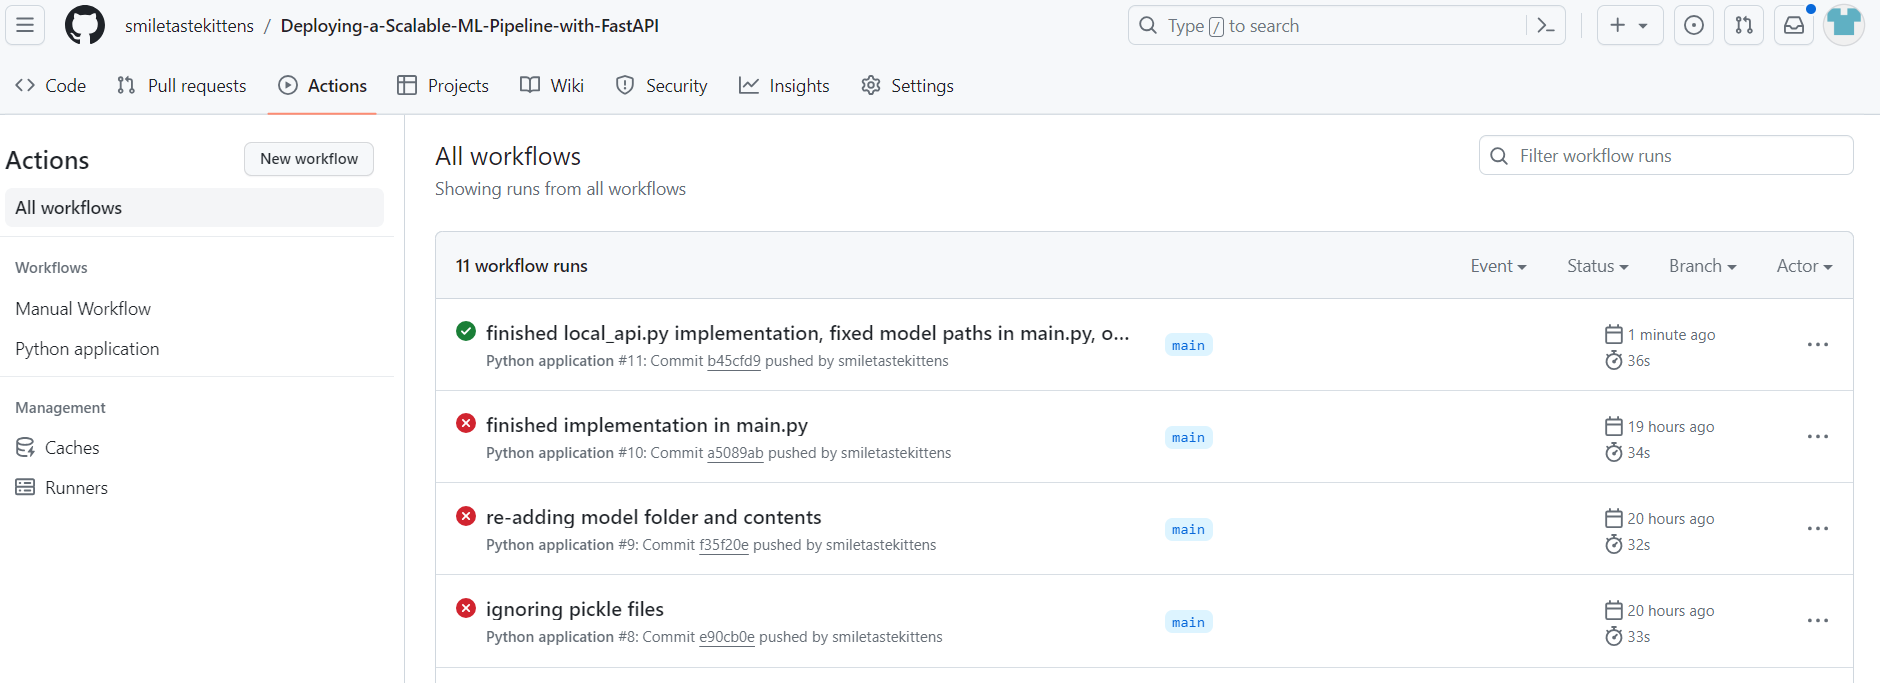 smiletastekittens / Deploying-a-Scalable-ML-Pipeline-with-FastAPI
Type / to search
Code Pull requests Actions Projects Wiki Security Insights Settings
Actions
New workflow
All workflows
Workflows
Manual Workflow
Python application
Management
Caches
Runners
All workflows
Showing runs from all workflows
Filter workflow runs
11 workflow runs
Event Status Branch Actor
finished local_api.py implementation, fixed model paths in main.py, o...
Python application #11: Commit b45cfd9 pushed by smiletastekittens
main
1 minute ago
36s
finished implementation in main.py
Python application #10: Commit a5089ab pushed by smiletastekittens
main
19 hours ago
34s
re-adding model folder and contents
Python application #9: Commit f35f20e pushed by smiletastekittens
main
20 hours ago
32s
ignoring pickle files
Python application #8: Commit e90cb0e pushed by smiletastekittens
main
20 hours ago
33s